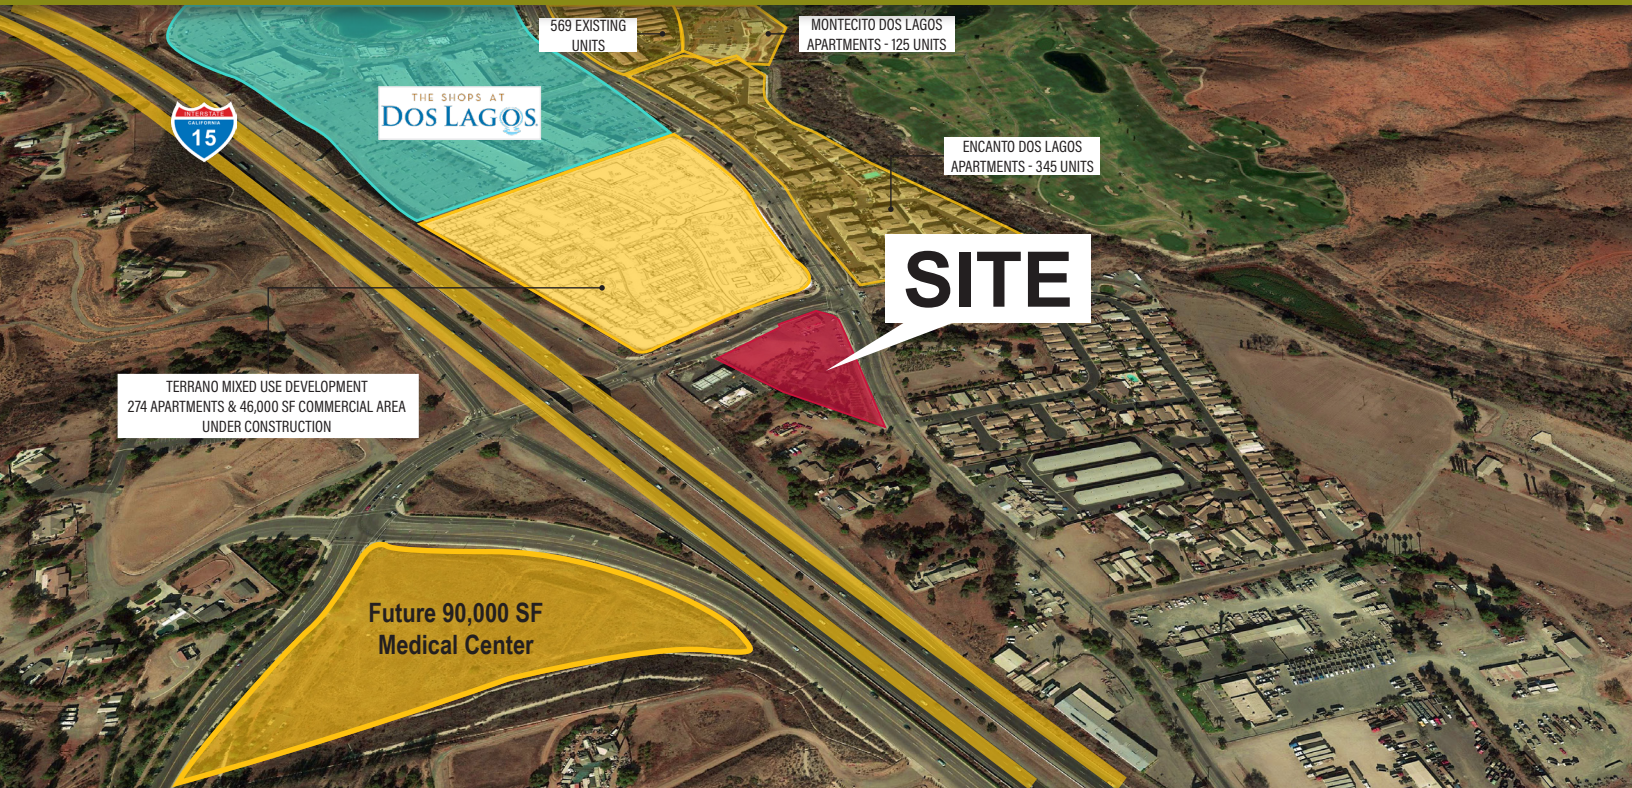 569 EXISTING
UNITS
MONTECITO DOS LAGOS
APARTMENTS - 125 UNITS
THE SHOPS AT
DOS LAGOS
INTERSTATE
CALIFORNIA
15
ENCANTO DOS LAGOS
APARTMENTS - 345 UNITS
SITE
TERRANO MIXED USE DEVELOPMENT
274 APARTMENTS & 46,000 SF COMMERCIAL AREA
UNDER CONSTRUCTION
Future 90,000 SF
Medical Center